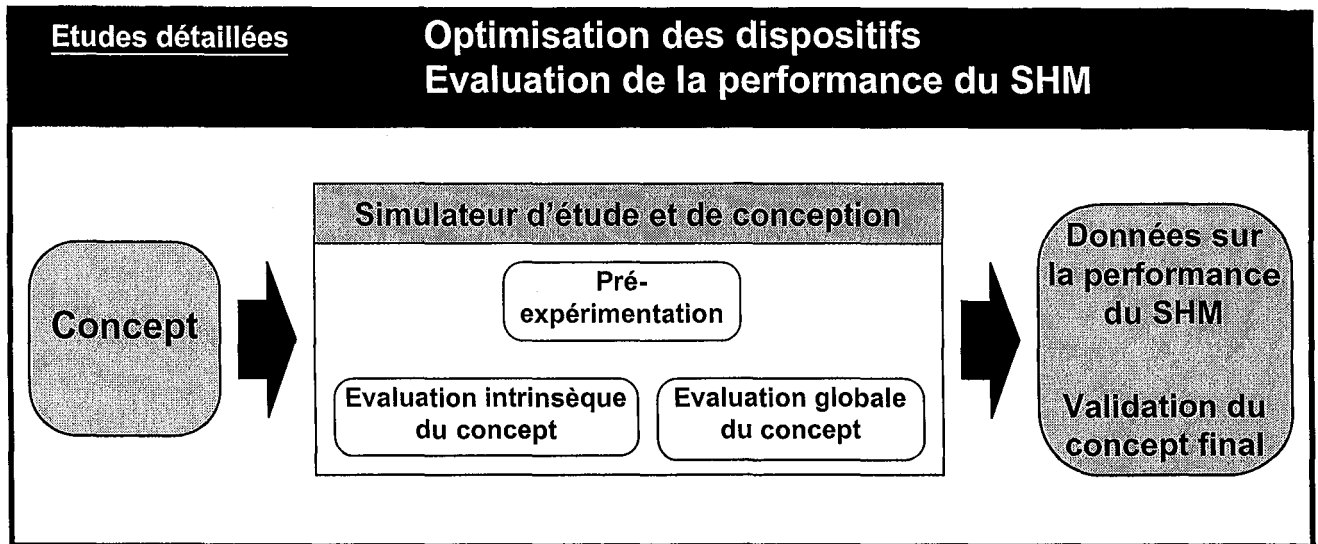 Etudes détaillées
Optimisation des dispositifs
Evaluation de la performance du SHM
Simulateur d'étude et de conception
Concept
Pré-
expérimentation
Evaluation intrinsèque
du concept
Evaluation globale
du concept
Données sur
la performance
du SHM
Validation du
concept final